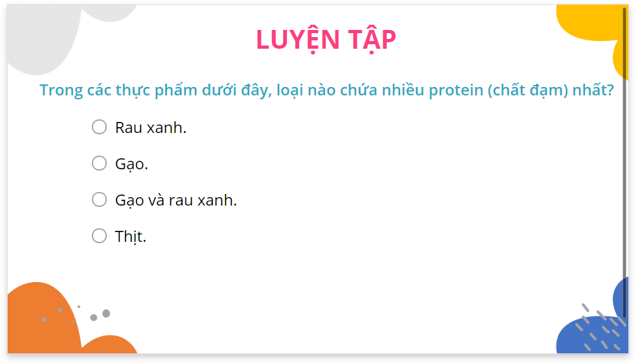 LUYỆN TẬP
Trong các thực phẩm dưới đây, loại nào chứa nhiều protein (chất đạm) nhất?
Rau xanh.
Gạo.
Gạo và rau xanh.
Thịt.